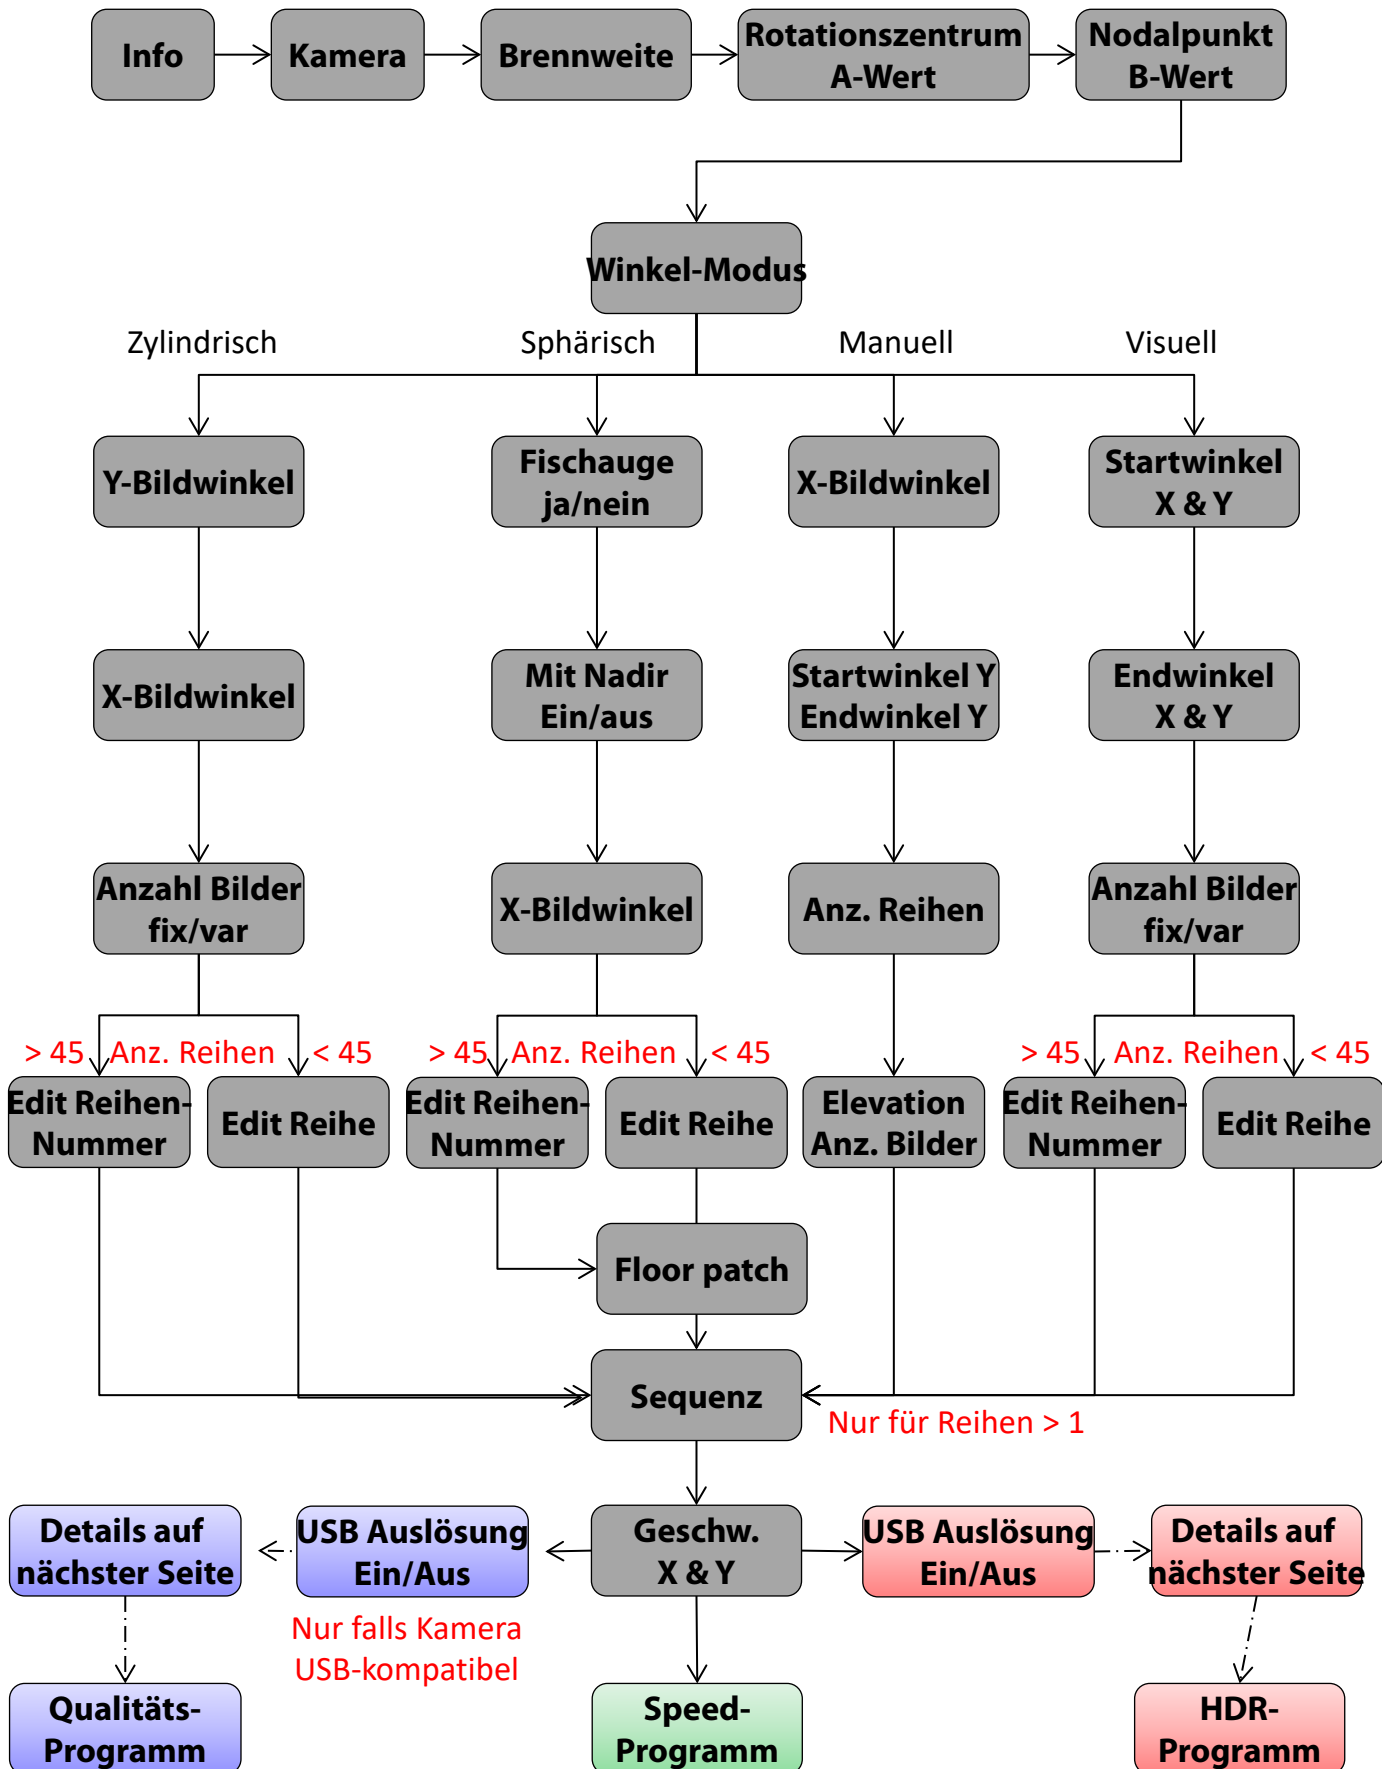 Info
Kamera
Brennweite
Rotationszentrum
A-Wert
Nodalpunkt
B-Wert
Winkel-Modus
Zylindrisch
Sphärisch
Manuell
Visuell
Y-Bildwinkel
Fischauge
ja/nein
X-Bildwinkel
Startwinkel
X & Y
X-Bildwinkel
Mit Nadir
Ein/aus
Startwinkel Y
Endwinkel Y
Endwinkel
X & Y
Anzahl Bilder
fix/var
X-Bildwinkel
Anz. Reihen
Anzahl Bilder
fix/var
> 45 Anz. Reihen < 45
> 45 Anz. Reihen < 45
> 45 Anz. Reihen < 45
Edit Reihen-
Nummer
Edit Reihe
Edit Reihen-
Nummer
Edit Reihe
Elevation
Anz. Bilder
Edit Reihen-
Nummer
Edit Reihe
Floor patch
Sequenz
Nur für Reihen > 1
Details auf
nächster Seite
USB Auslösung
Ein/Aus
Geschw.
X & Y
USB Auslösung
Ein/Aus
Details auf
nächster Seite
Nur falls Kamera
USB-kompatibel
Qualitäts-
Programm
Speed-
Programm
HDR-
Programm